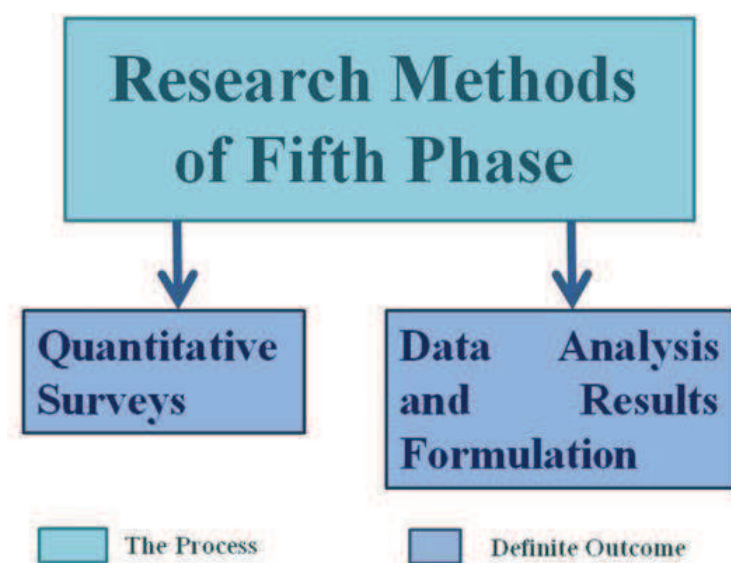 Research Methods
of Fifth Phase
Quantitative
Surveys
Data Analysis
and Results
Formulation
The Process
Definite Outcome